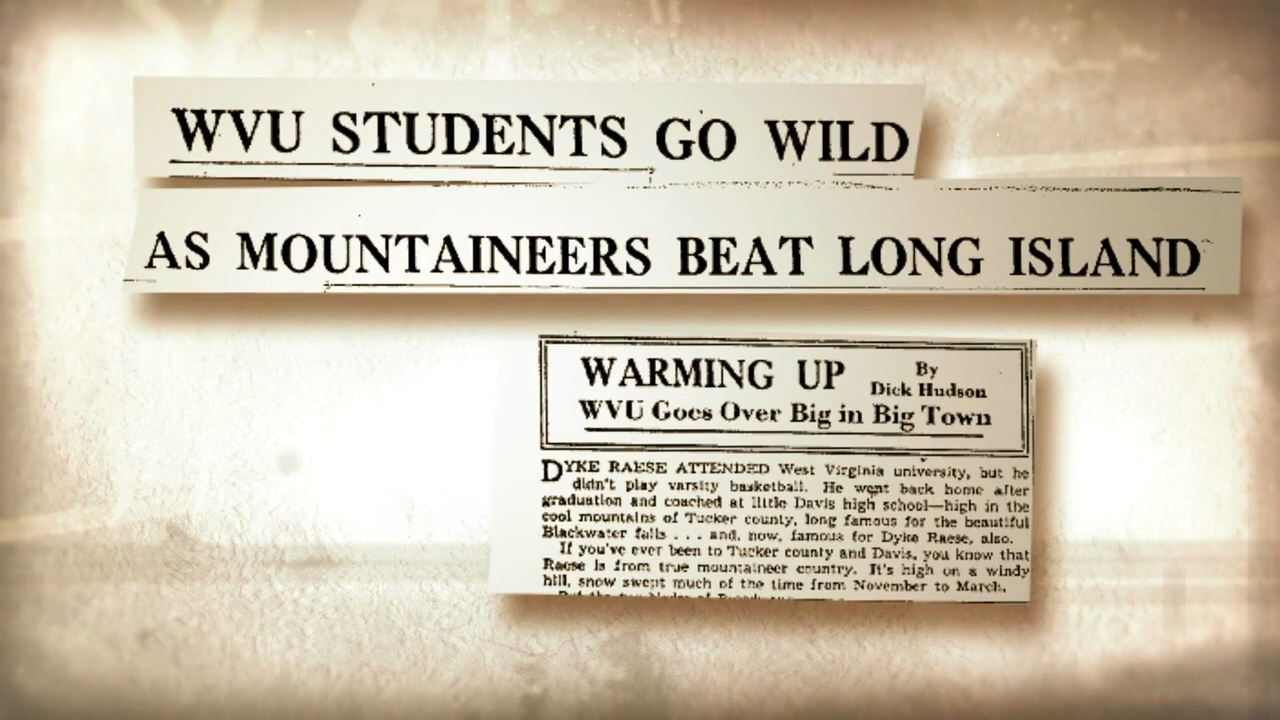 WVU STUDENTS GO WILD
AS MOUNTAINEERS BEAT LONG ISLAND
WARMING UP
By
Dick Hudson
WVU Goes Over Big in Big Town
DYKE RAESE ATTENDED West Virginia university, but he
didn't play varsity basketball. He went back home after
graduation and coached at little Davis high school—high in the
cool mountains of Tucker county, long famous for the beautiful
Blackwater falls . . . and, now, famous for Dyke Raese, also.
If you've ever been to Tucker county and Davis, you know that
Raese is from true mountaineer country. It's high on a windy
hill, snow swept much of the time from November to March.